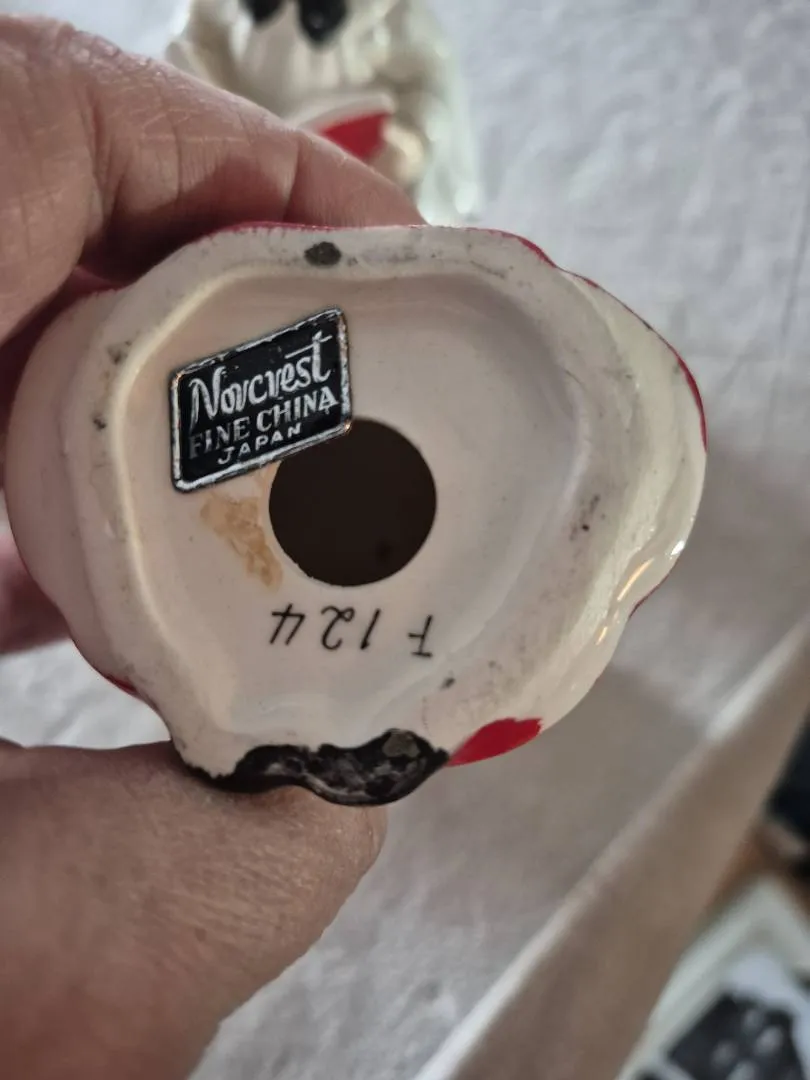 Norcrest
FINE CHINA
JAPAN
F 124